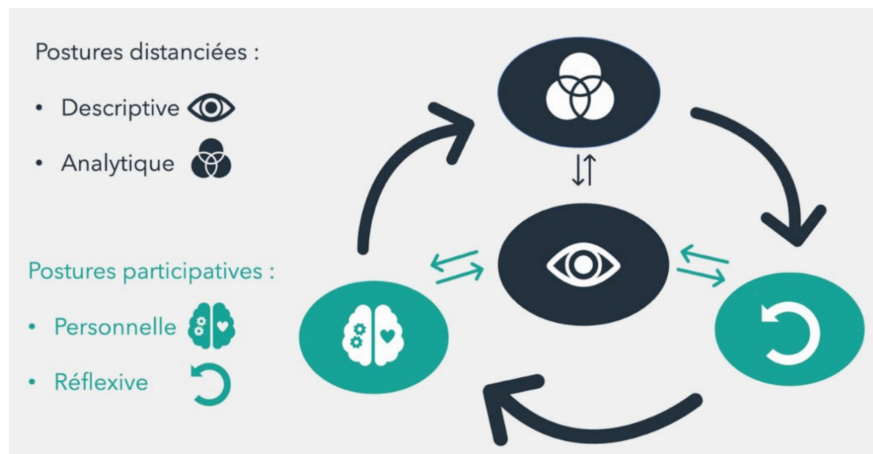 Postures distanciées :
• Descriptive
• Analytique
Postures participatives :
• Personnelle
• Réflexive